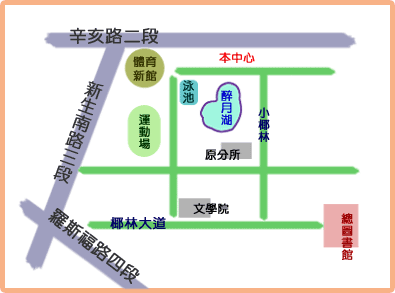 辛亥路二段
本中心
體育
新館
泳池
醉月湖
小椰林
新生南路三段
運動場
原分所
文學院
羅斯福路四段
椰林大道
總圖書館